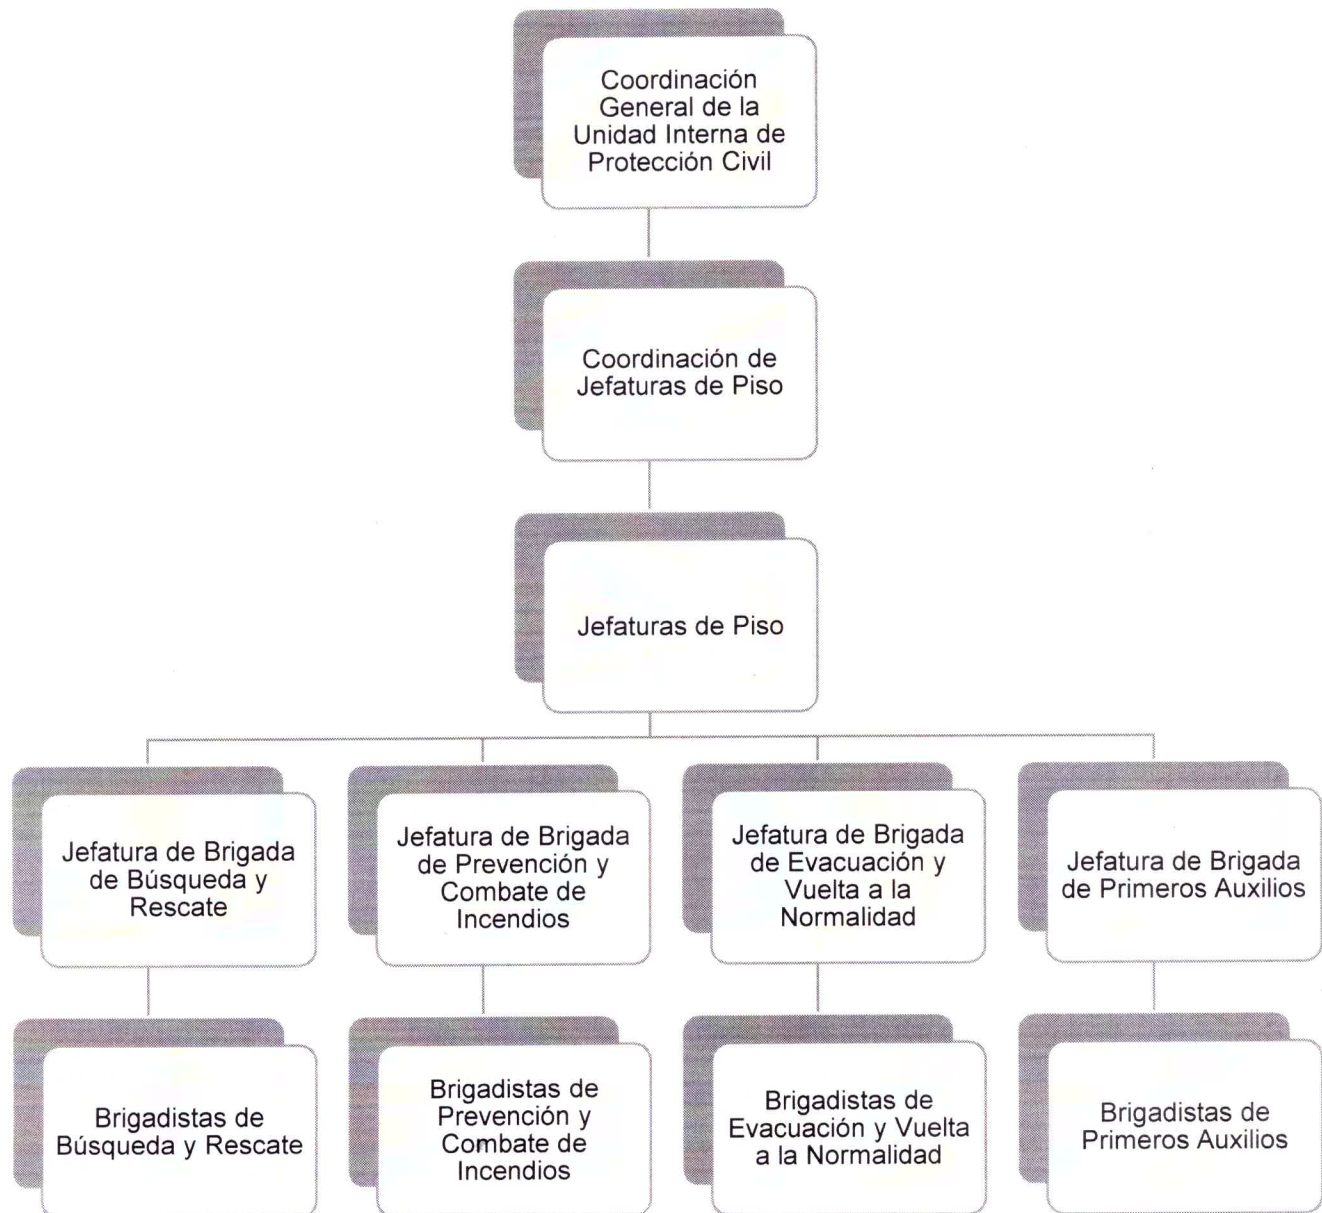 Coordinación
General de la
Unidad Interna de
Protección Civil
Coordinación de
Jefaturas de Piso
Jefaturas de Piso
Jefatura de Brigada
de Búsqueda y
Rescate
Jefatura de Brigada
de Prevención y
Combate de
Incendios
Jefatura de Brigada
de Evacuación y
Vuelta a la
Normalidad
Jefatura de Brigada
de Primeros Auxilios
Brigadistas de
Búsqueda y Rescate
Brigadistas de
Prevención y
Combate de
Incendios
Brigadistas de
Evacuación y Vuelta
a la Normalidad
Brigadistas de
Primeros Auxilios